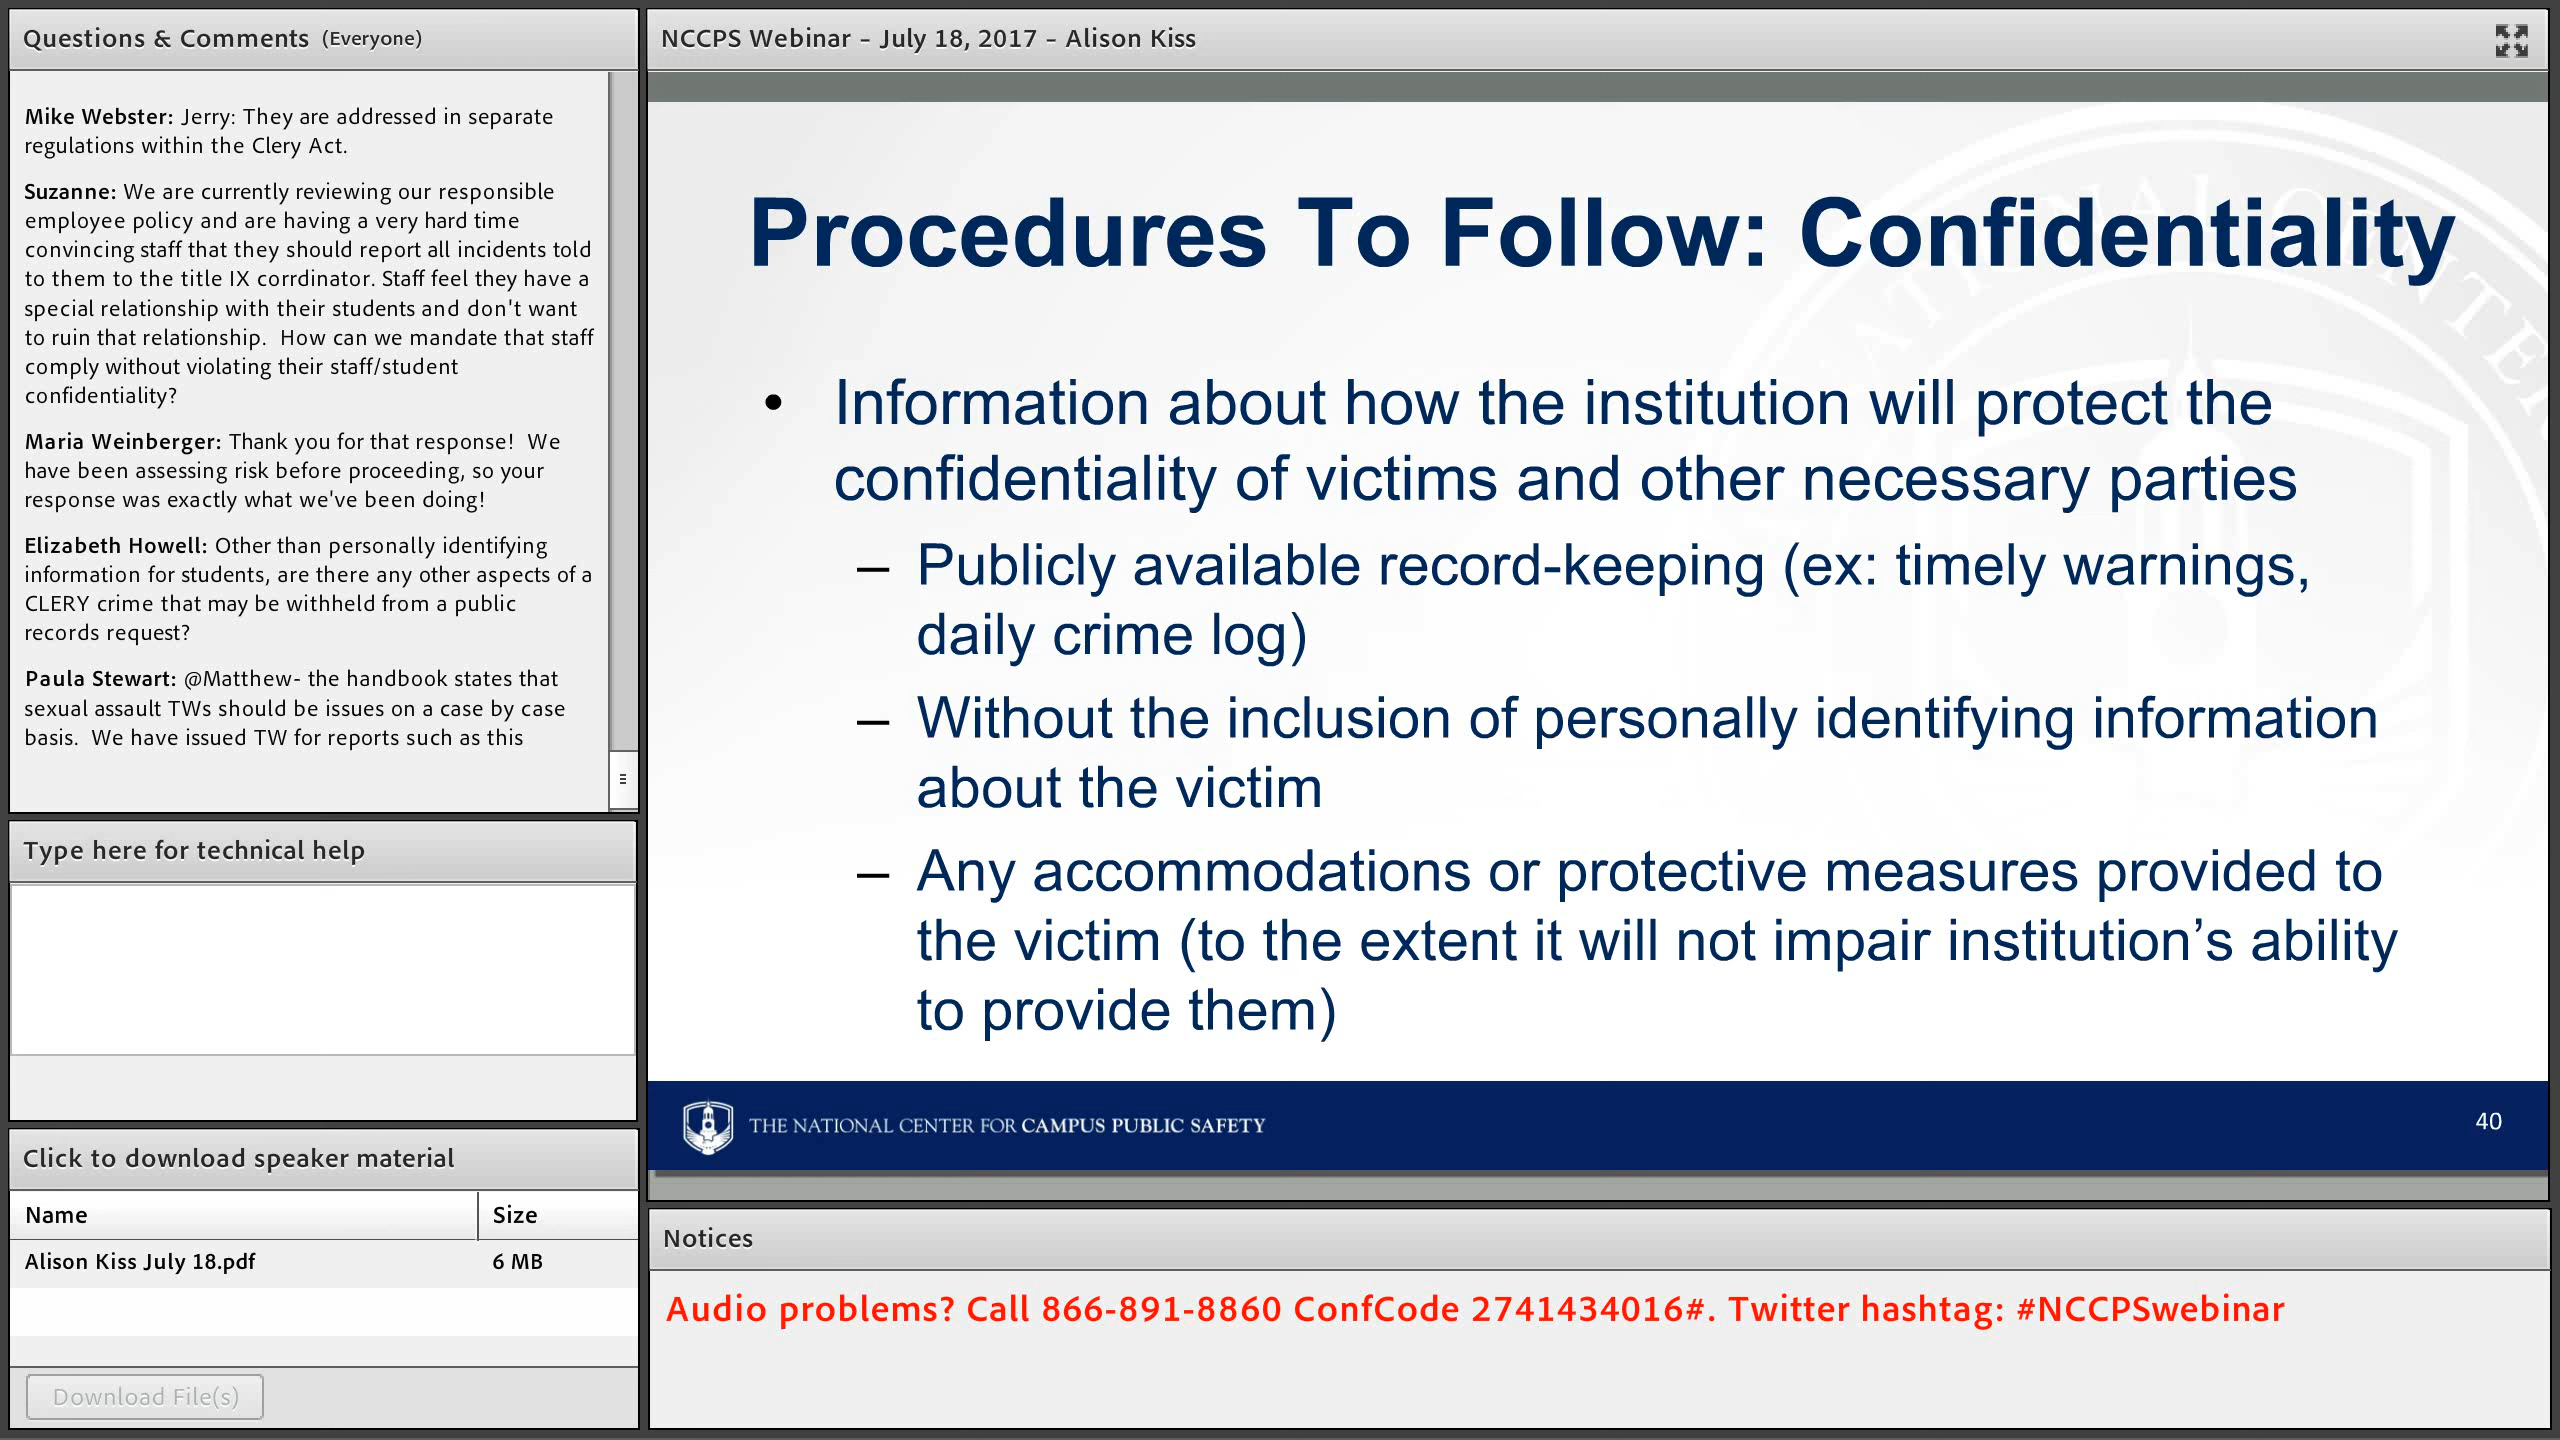 Questions & Comments (Everyone)
Mike Webster: Jerry: They are addressed in separate
regulations within the Clery Act.
Suzanne: We are currently reviewing our responsible
employee policy and are having a very hard time
convincing staff that they should report all incidents told
to them to the title IX corrdinator. Staff feel they have a
special relationship with their students and don't want
to ruin that relationship. How can we mandate that staff
comply without violating their staff/student
confidentiality?
Maria Weinberger: Thank you for that response! We
have been assessing risk before proceeding, so your
response was exactly what we've been doing!
Elizabeth Howell: Other than personally identifying
information for students, are there any other aspects of a
CLERY crime that may be withheld from a public
records request?
Paula Stewart: @Matthew- the handbook states that
sexual assault TWs should be issues on a case by case
basis. We have issued TW for reports such as this
Type here for technical help
Click to download speaker material
Name Size
Alison Kiss July 18.pdf 6 MB
Download File(s)
NCCPS Webinar – July 18, 2017 – Alison Kiss
Procedures To Follow: Confidentiality
• Information about how the institution will protect the
confidentiality of victims and other necessary parties
– Publicly available record-keeping (ex: timely warnings,
daily crime log)
– Without the inclusion of personally identifying information
about the victim
– Any accommodations or protective measures provided to
the victim (to the extent it will not impair institution’s ability
to provide them)
THE NATIONAL CENTER FOR CAMPUS PUBLIC SAFETY
40
Notices
Audio problems? Call 866-891-8860 ConfCode 2741434016#. Twitter hashtag: #NCCPSwebinar